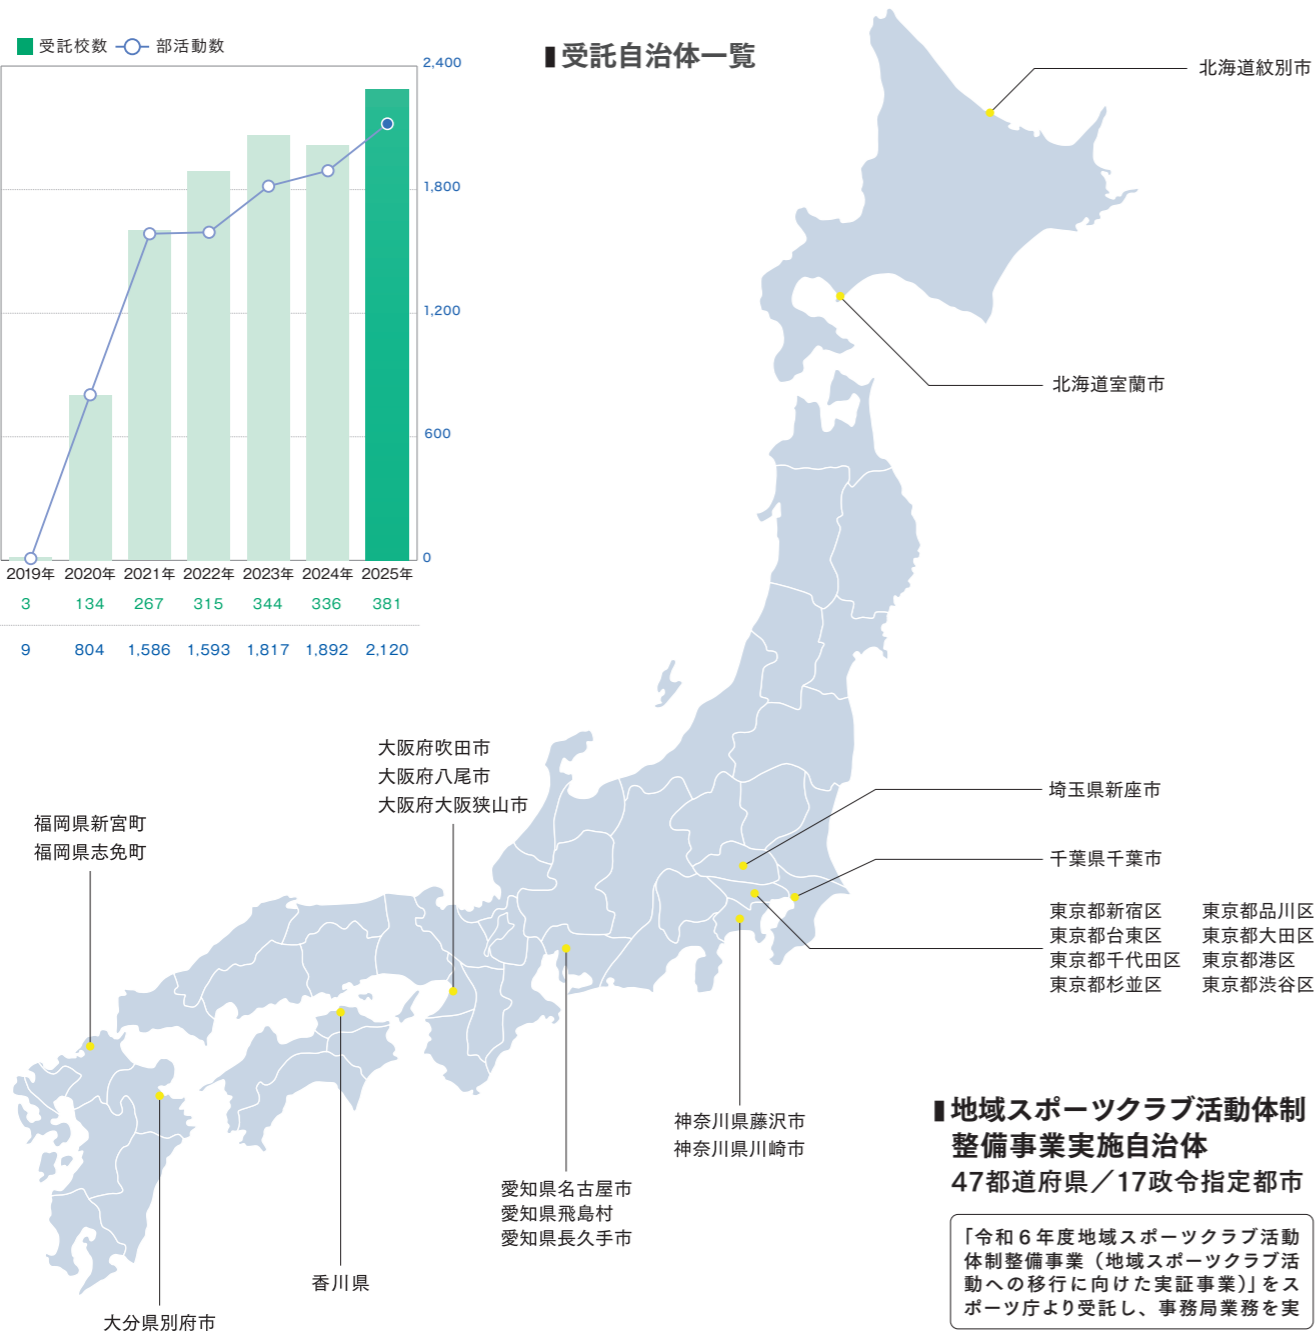 受託校数 部活動数
2,400
1,800
1,200
600
0
2019年 2020年 2021年 2022年 2023年 2024年 2025年
3 134 267 315 344 336 381
9 804 1,586 1,593 1,817 1,892 2,120
受託自治体一覧
北海道紋別市
北海道室蘭市
大阪府吹田市
大阪府八尾市
大阪府大阪狭山市
福岡県新宮町
福岡県志免町
埼玉県新座市
千葉県千葉市
東京都新宿区 東京都品川区
東京都台東区 東京都大田区
東京都千代田区 東京都港区
東京都杉並区 東京都渋谷区
神奈川県藤沢市
神奈川県川崎市
愛知県名古屋市
愛知県飛島村
愛知県長久手市
香川県
大分県別府市
地域スポーツクラブ活動体制
整備事業実施自治体
47都道府県／17政令指定都市
「令和6年度地域スポーツクラブ活動
体制整備事業（地域スポーツクラブ活
動への移行に向けた実証事業）」をス
ポーツ庁より受託し、事務局業務を実